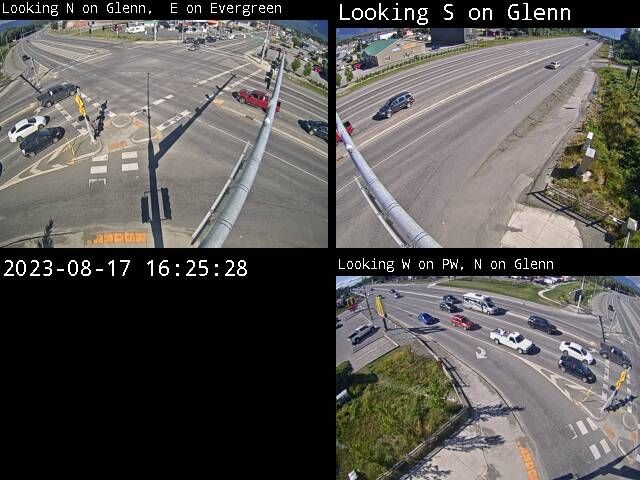 Looking N on Glenn,  E on Evergreen
Looking S on Glenn
2023-08-17 16:25:28
Looking W on PW, N on Glenn